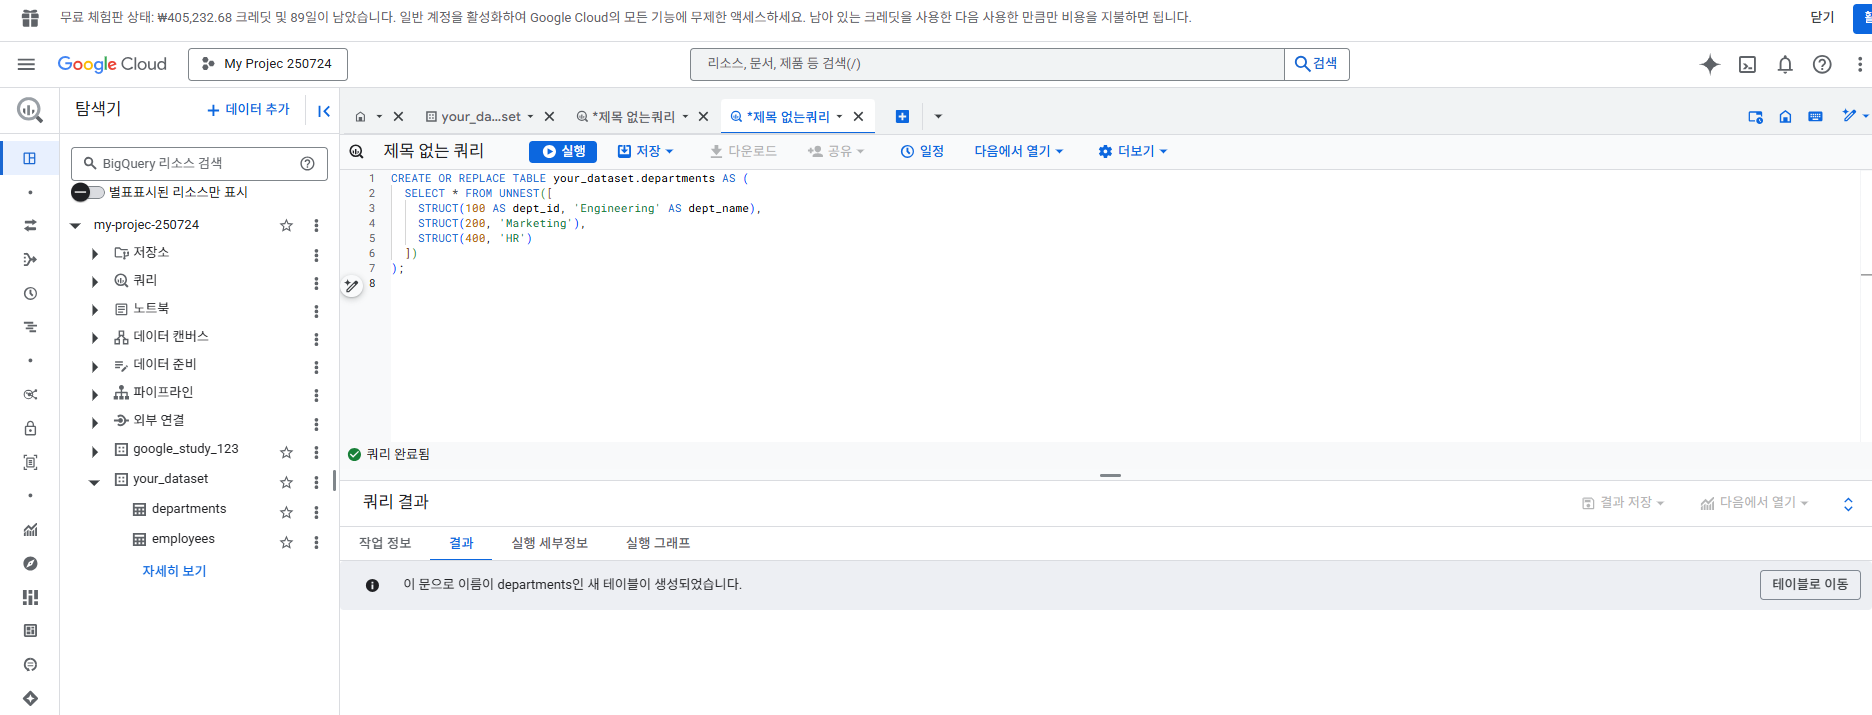 무료 체험판 상태: ₩405,232.68 크레딧 및 89일이 남았습니다. 일반 계정을 활성화하여 Google Cloud의 모든 기능에 무제한 액세스하세요. 남아 있는 크레딧을 사용한 다음 사용한 만큼만 비용을 지불하면 됩니다.
닫기
Google Cloud
My Projec 250724
리소스, 문서, 제품 등 검색(/)
검색
탐색기
데이터 추가
your_da...set
*제목 없는쿼리
*제목 없는쿼리
BigQuery 리소스 검색
별표표시된 리소스만 표시
제목 없는 쿼리
실행
저장
다운로드
공유
일정
다음에서 열기
더보기
my-projec-250724
저장소
쿼리
노트북
데이터 캔버스
데이터 준비
파이프라인
외부 연결
google_study_123
your_dataset
departments
employees
자세히 보기
1 CREATE OR REPLACE TABLE your_dataset.departments AS (
2 SELECT * FROM UNNEST([
3 STRUCT(100 AS dept_id, 'Engineering' AS dept_name),
4 STRUCT(200, 'Marketing'),
5 STRUCT(400, 'HR')
6 ])
7 );
8
쿼리 완료됨
쿼리 결과
결과 저장
다음에서 열기
작업 정보
결과
실행 세부정보
실행 그래프
이 문으로 이름이 departments인 새 테이블이 생성되었습니다.
테이블로 이동